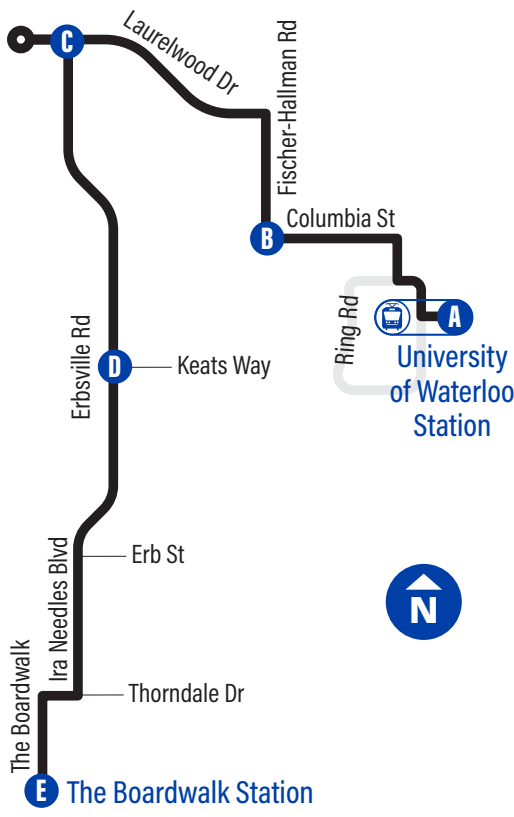 C
Laurelwood Dr
Fischer-Hallman Rd
Columbia St
B
Ring Rd
A
University
of Waterloo
Station
Erbsville Rd
D
Keats Way
Ira Needles Blvd
Erb St
N
The Boardwalk
Thorndale Dr
E
The Boardwalk Station